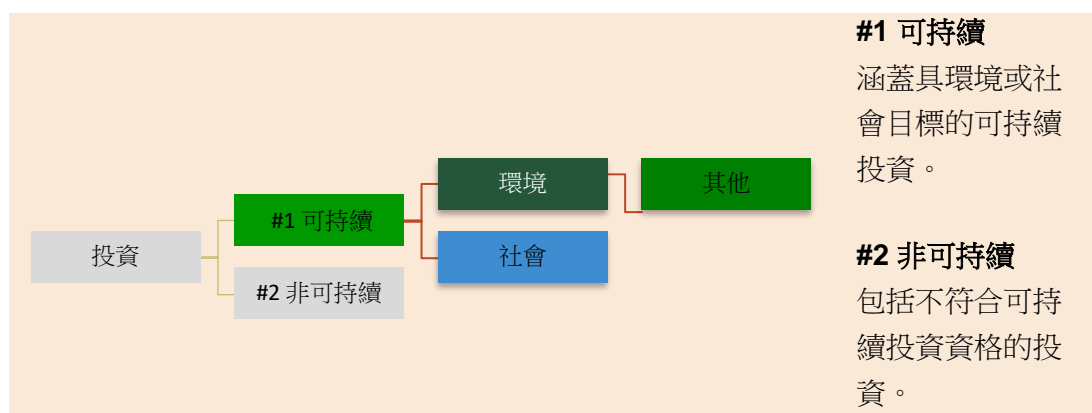 投資
#1 可持續
#2 非可持續
環境
社會
其他
#1 可持續
涵蓋具環境或社
會目標的可持續
投資。
#2 非可持續
包括不符合可持
續投資資格的投
資。